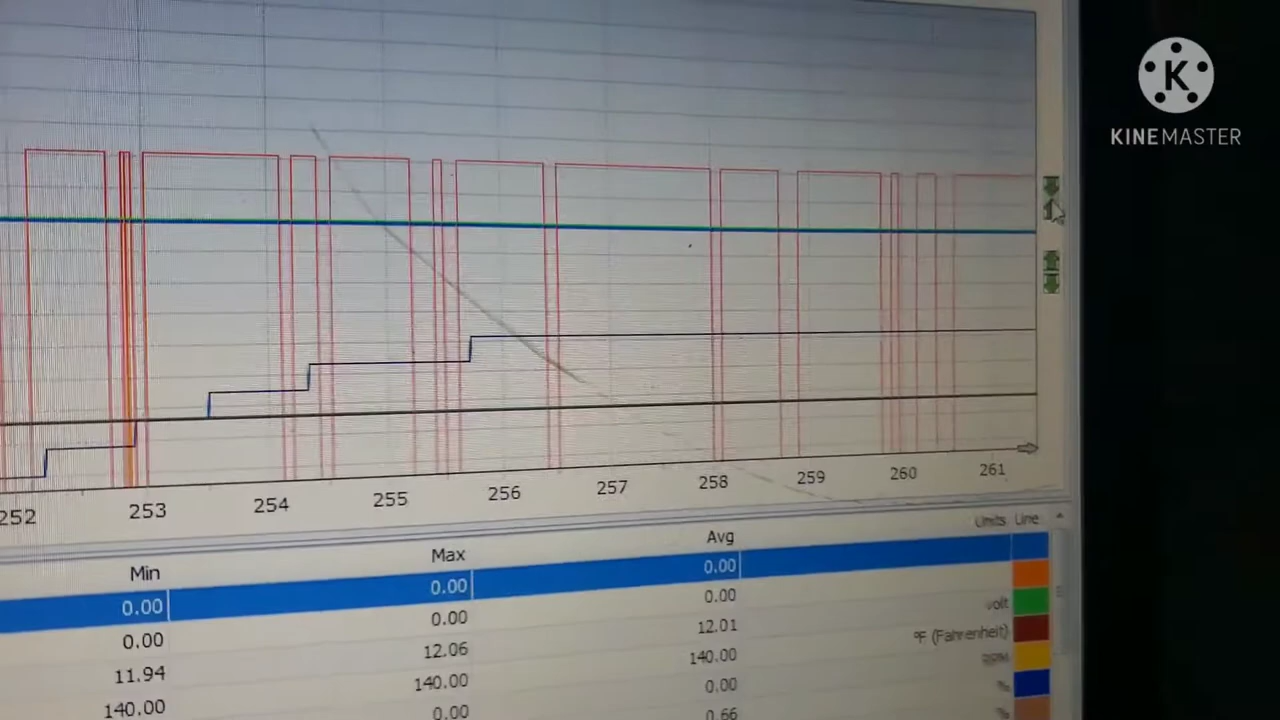 KINEMASTER
252 253 254 255 256 257 258 259 260 261
Min Max Avg Units Line
0.00 0.00 0.00
0.00 0.00 0.00 volt
11.94 12.06 12.01 °F (Fahrenheit)
140.00 140.00 140.00 RPM
0.00 0.00 %
0.66 %